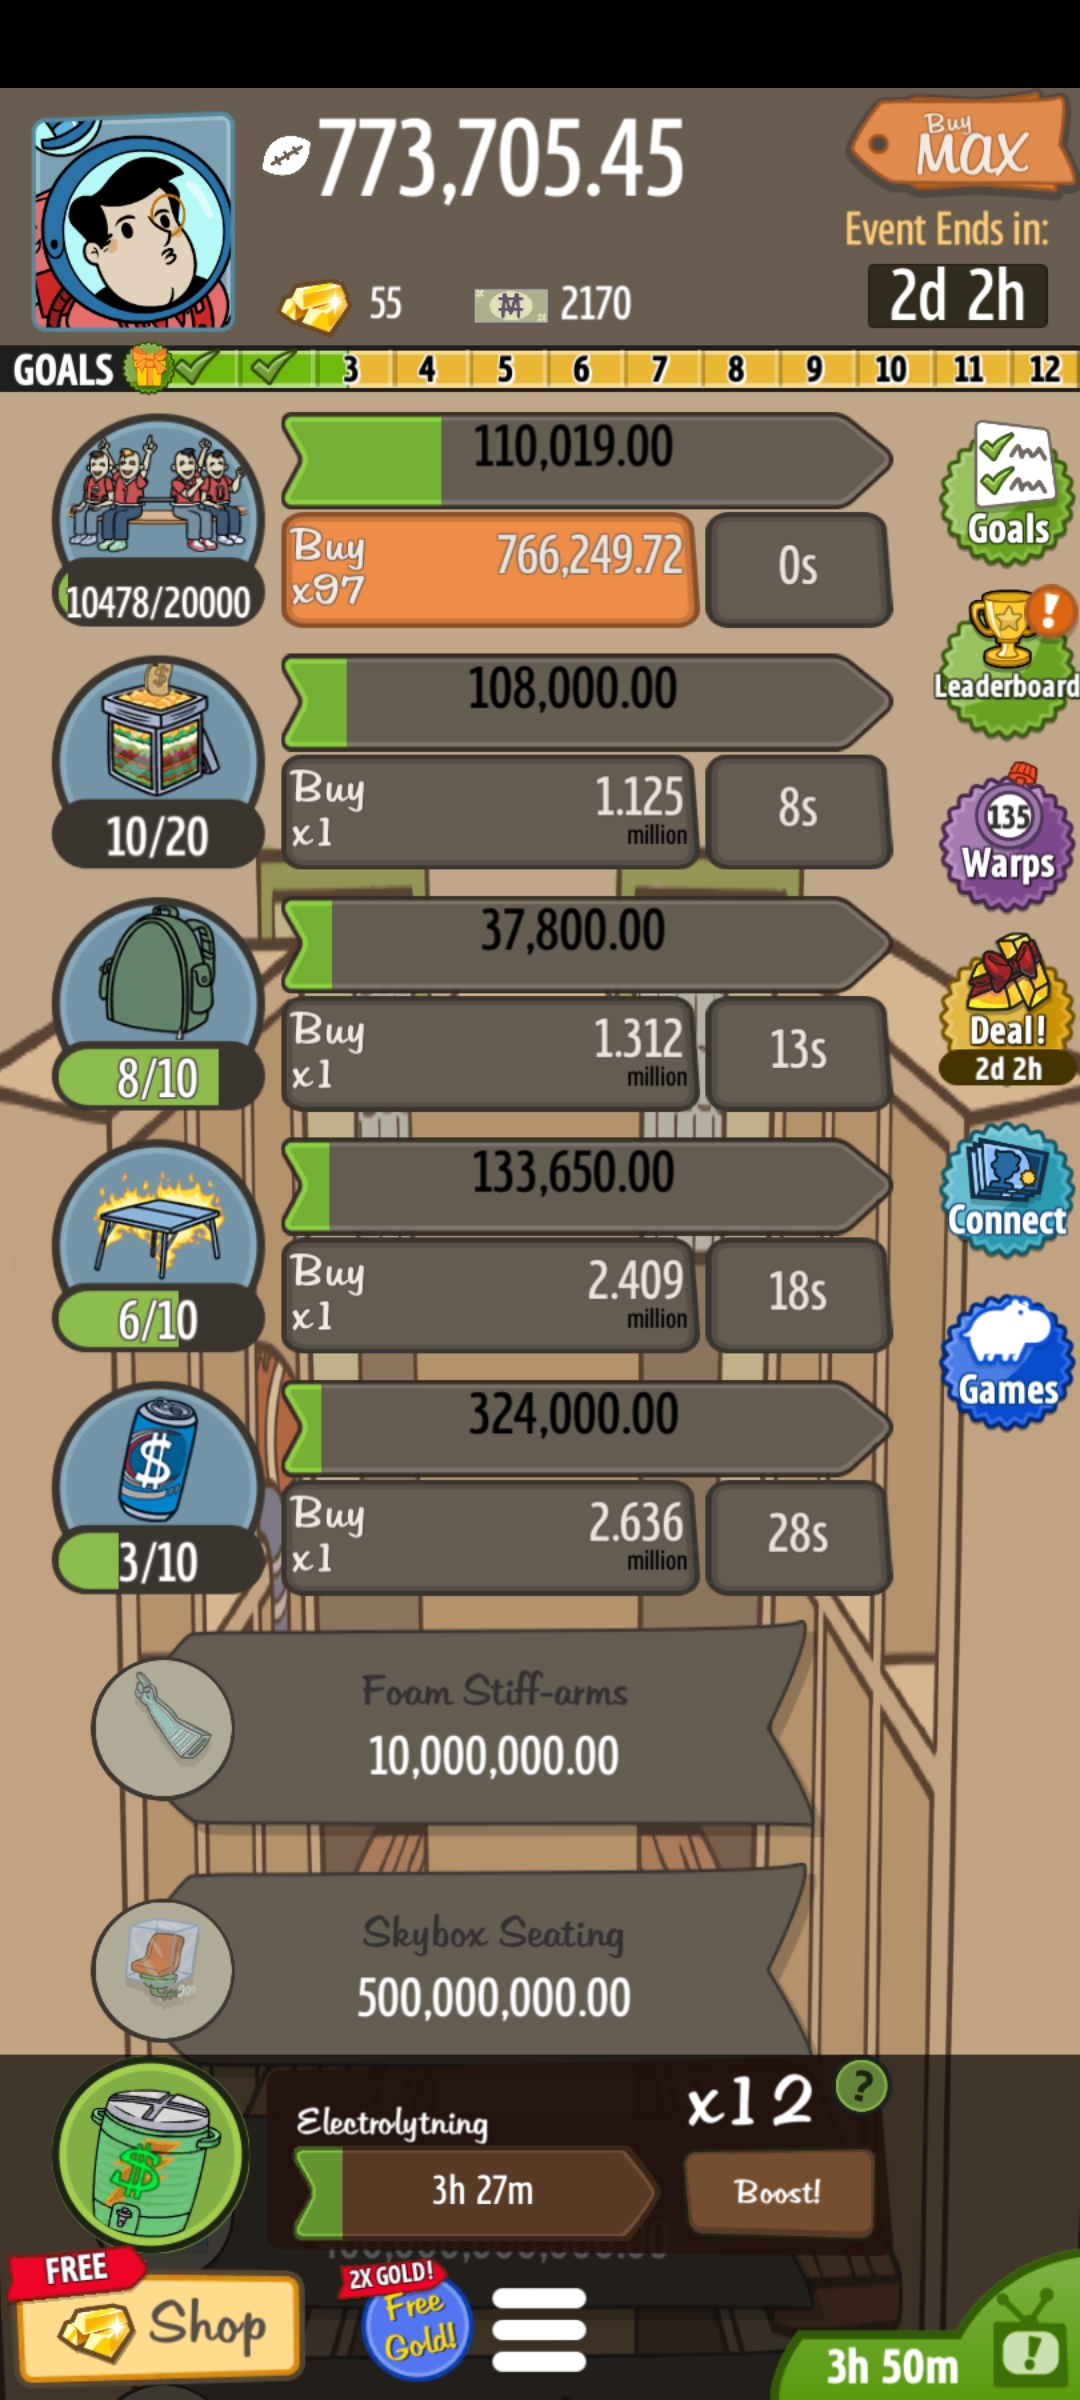 773,705.45
Buy
MAX
Event Ends in:
55
2170
2d 2h
GOALS 3 4 5 6 7 8 9 10 11 12
110,019.00
Buy
x97
766,249.72
0s
10478/20000
Goals
Leaderboard
108,000.00
Buy
x1
1.125
million
8s
10/20
135
Warps
37,800.00
Buy
x1
1.312
million
13s
8/10
Deal!
2d 2h
133,650.00
Buy
x1
2.409
million
18s
6/10
Connect
Games
324,000.00
Buy
x1
2.636
million
28s
3/10
Foam Stiff-arms
10,000,000.00
Skybox Seating
500,000,000.00
Electrolytning
x12
?
3h 27m
Boost!
FREE
Shop
2X GOLD!
Free
Gold!
3h 50m